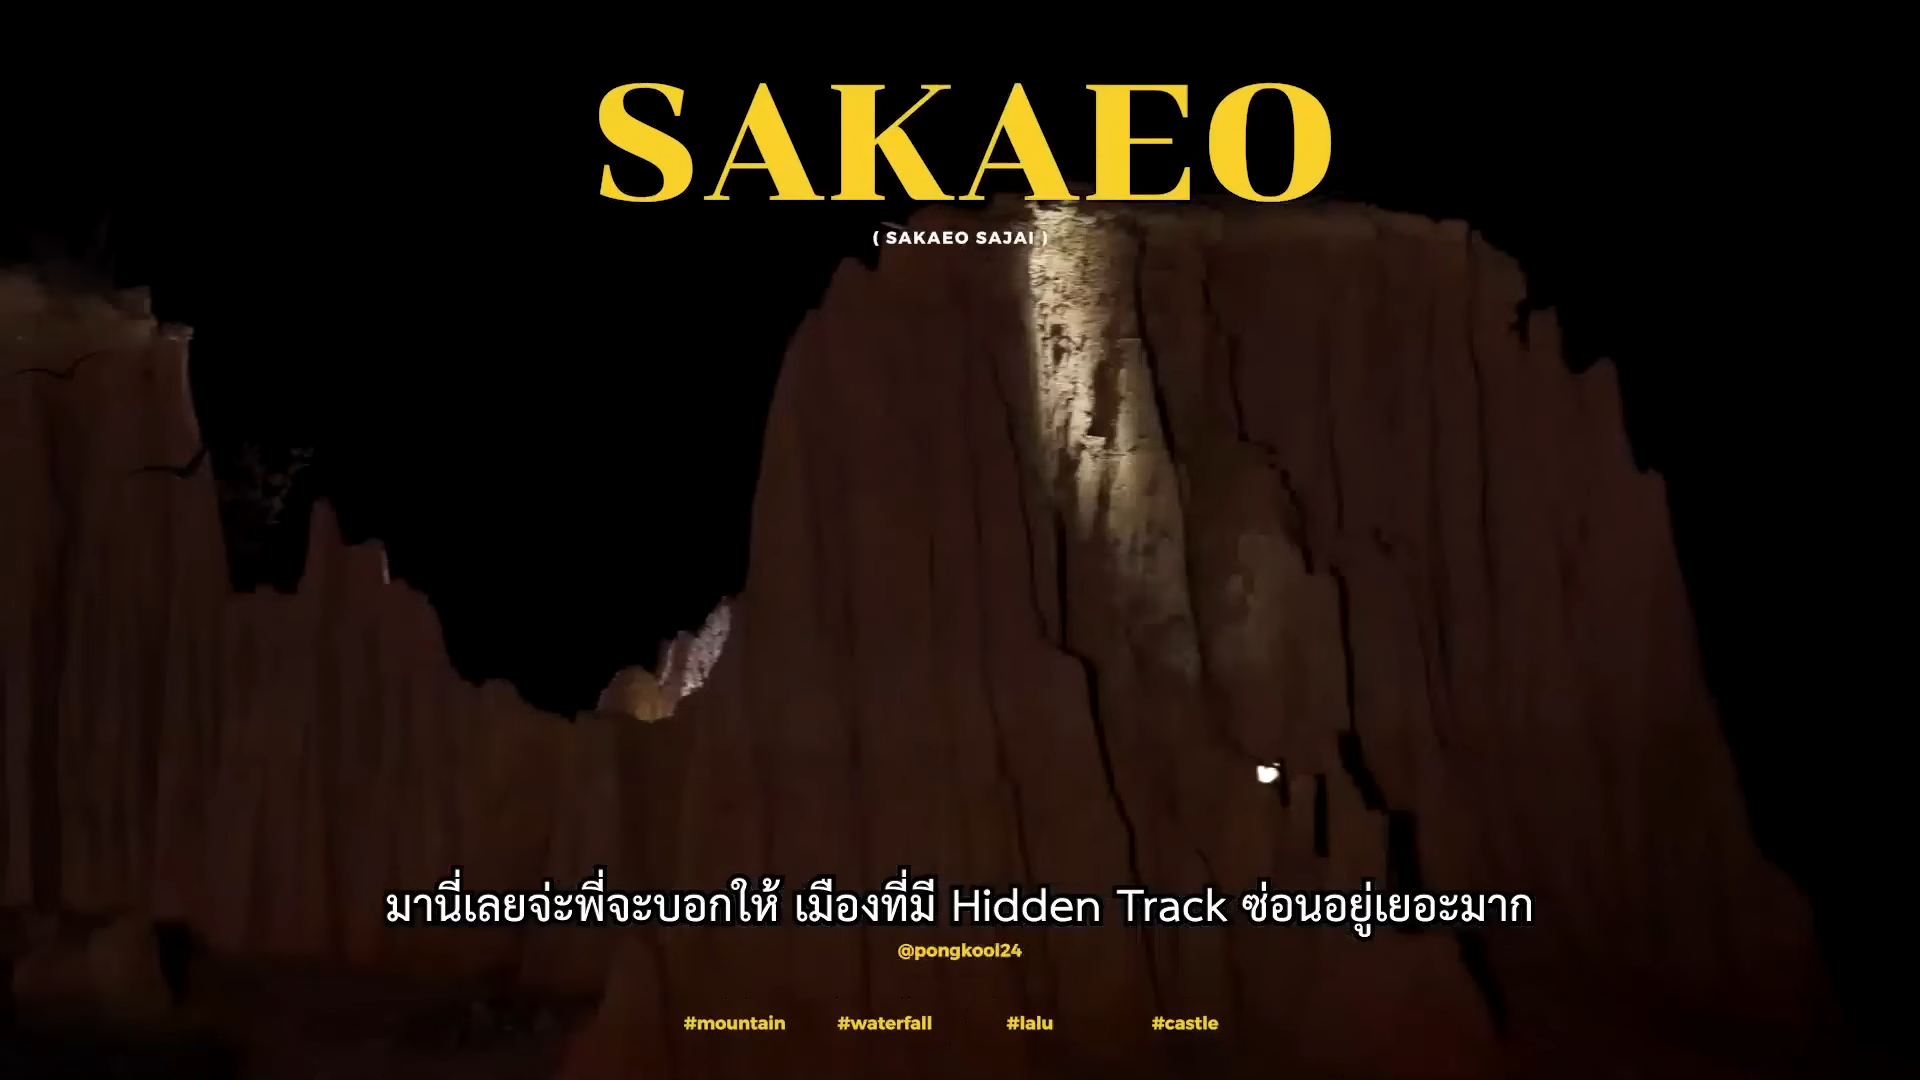 SAKAEO
( SAKAEO SAJAI )
มานี่เลยจ่ะพี่จะบอกให้ เมืองที่มี Hidden Track ซ่อนอยู่เยอะมาก
@pongkool24
#mountain #waterfall #lalu #castle